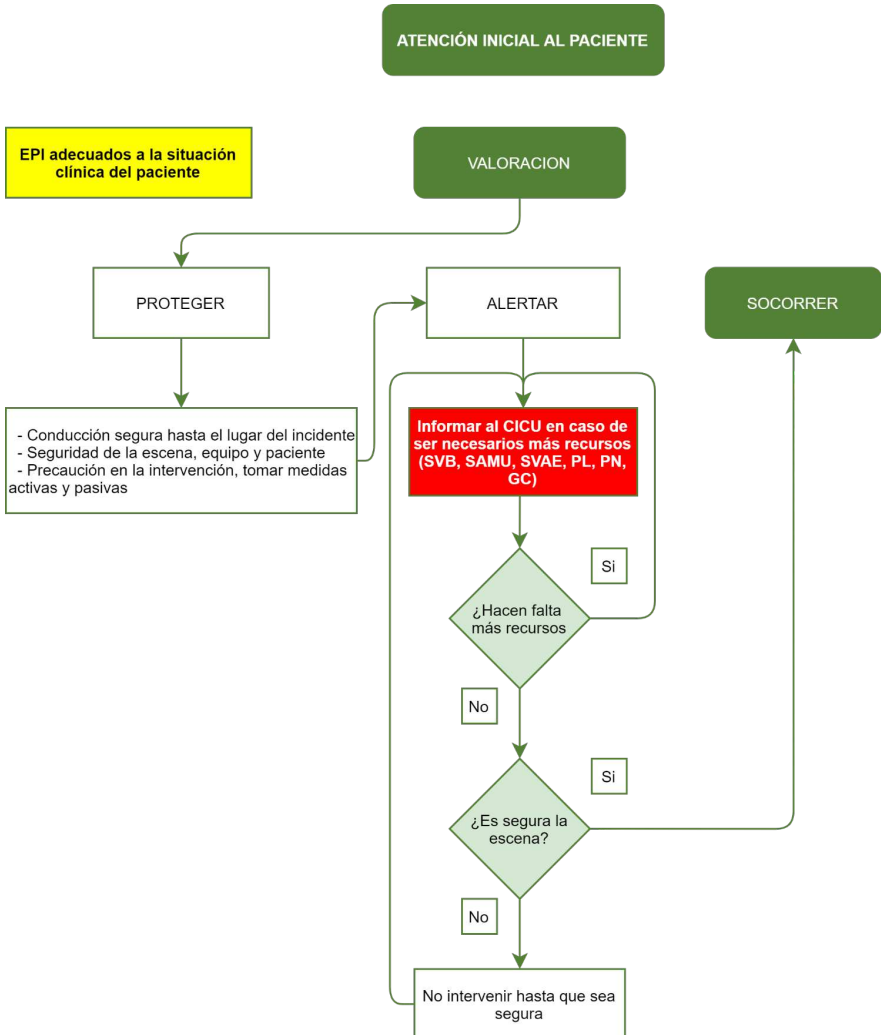 ATENCIÓN INICIAL AL PACIENTE
EPI adecuados a la situación
clínica del paciente
VALORACION
PROTEGER
ALERTAR
SOCORRER
- Conducción segura hasta el lugar del incidente
- Seguridad de la escena, equipo y paciente
- Precaución en la intervención, tomar medidas
activas y pasivas
Informar al CICU en caso de
ser necesarios más recursos
(SVB, SAMU, SVAE, PL, PN,
GC)
Si
¿Hacen falta
más recursos
No
Si
¿Es segura la
escena?
No
No intervenir hasta que sea
segura